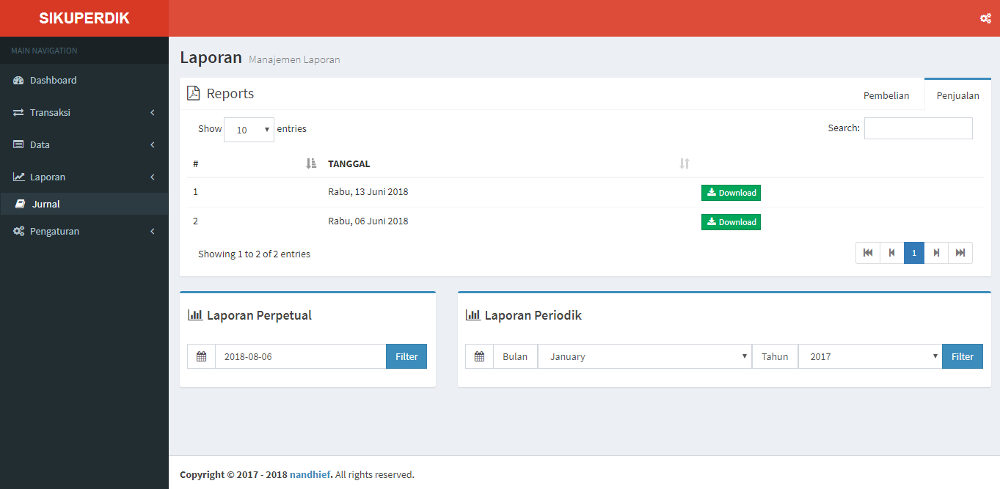 SIKUPERDIK
MAIN NAVIGATION
Dashboard
Transaksi
Data
Laporan
Jurnal
Pengaturan
Laporan Manajemen Laporan
Reports
Pembelian Penjualan
Show 10 entries
Search:
# TANGGAL
1 Rabu, 13 Juni 2018 Download
2 Rabu, 06 Juni 2018 Download
Showing 1 to 2 of 2 entries
1
Laporan Perpetual
2018-08-06 Filter
Laporan Periodik
Bulan January Tahun 2017 Filter
Copyright © 2017 - 2018 nandhief. All rights reserved.